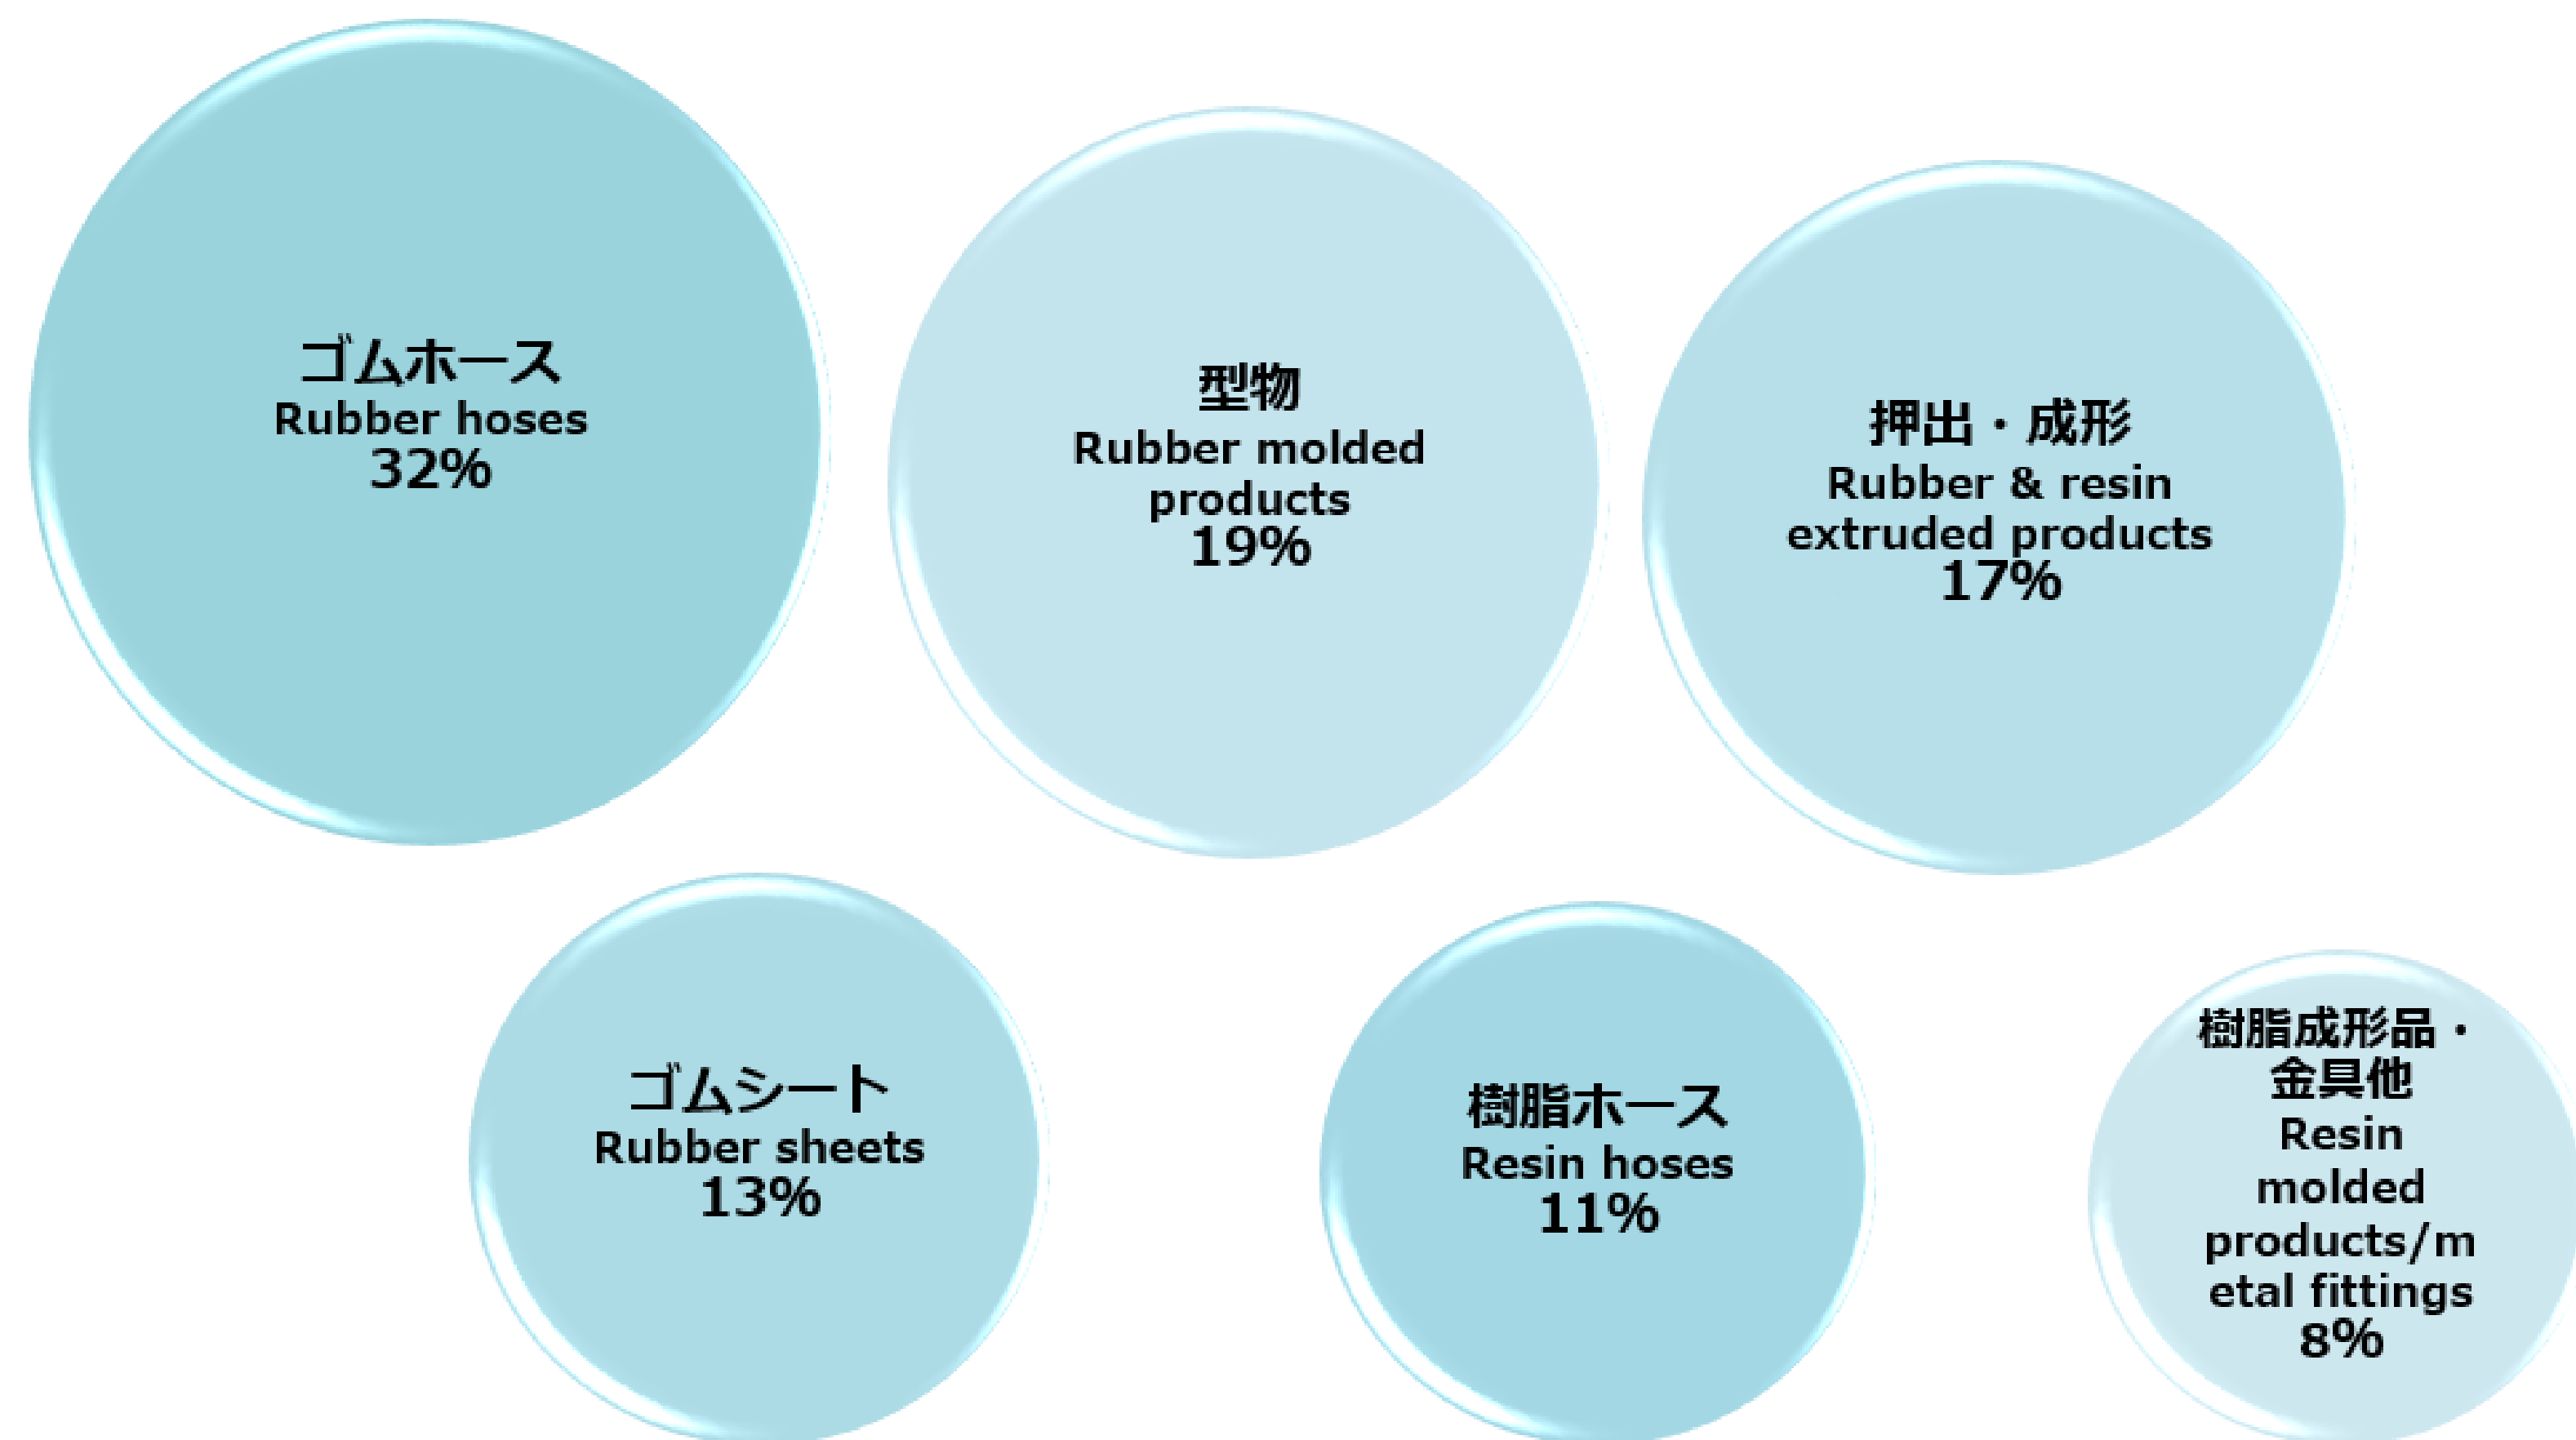 ゴムホース
Rubber hoses
32%
型物
Rubber molded
products
19%
押出・成形
Rubber & resin
extruded products
17%
ゴムシート
Rubber sheets
13%
樹脂ホース
Resin hoses
11%
樹脂成形品・
金具他
Resin
molded
products/m
etal fittings
8%